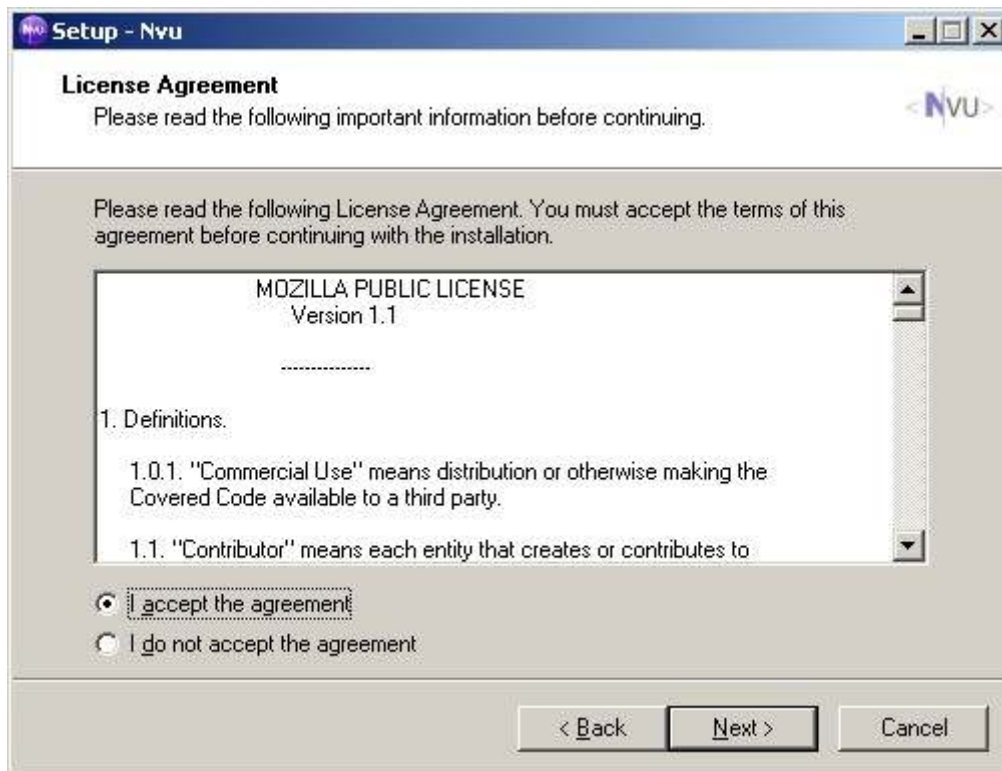 Setup - Nvu
License Agreement
Please read the following important information before continuing.
<NVU>
Please read the following License Agreement. You must accept the terms of this
agreement before continuing with the installation.
MOZILLA PUBLIC LICENSE
Version 1.1
---------------
1. Definitions.
1.0.1. "Commercial Use" means distribution or otherwise making the
Covered Code available to a third party.
1.1. "Contributor" means each entity that creates or contributes to
I accept the agreement
I do not accept the agreement
< Back
Next >
Cancel